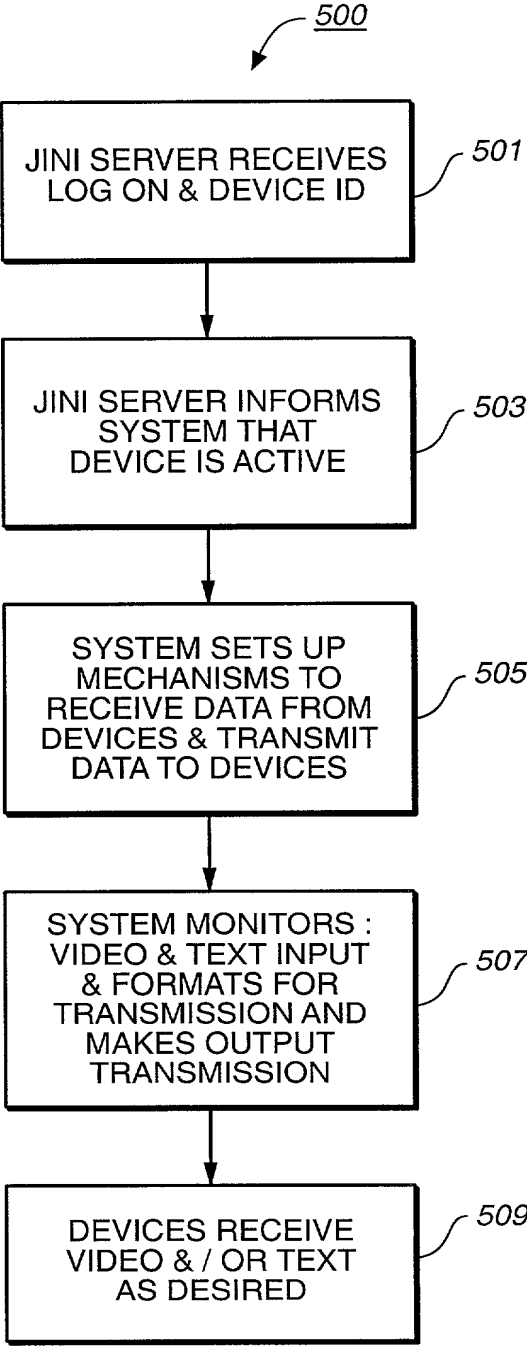 500
JINI SERVER RECEIVES
LOG ON & DEVICE ID
501
JINI SERVER INFORMS
SYSTEM THAT
DEVICE IS ACTIVE
503
SYSTEM SETS UP
MECHANISMS TO
RECEIVE DATA FROM
DEVICES & TRANSMIT
DATA TO DEVICES
505
SYSTEM MONITORS :
VIDEO & TEXT INPUT
& FORMATS FOR
TRANSMISSION AND
MAKES OUTPUT
TRANSMISSION
507
DEVICES RECEIVE
VIDEO & / OR TEXT
AS DESIRED
509